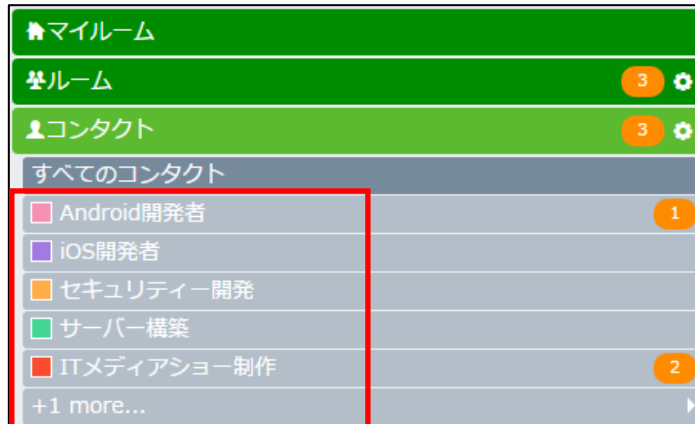 マイルーム
ルーム 3
コンタクト 3
すべてのコンタクト
Android開発者 1
iOS開発者
セキュリティー開発
サーバー構築
ITメディアショー制作 2
+1 more...